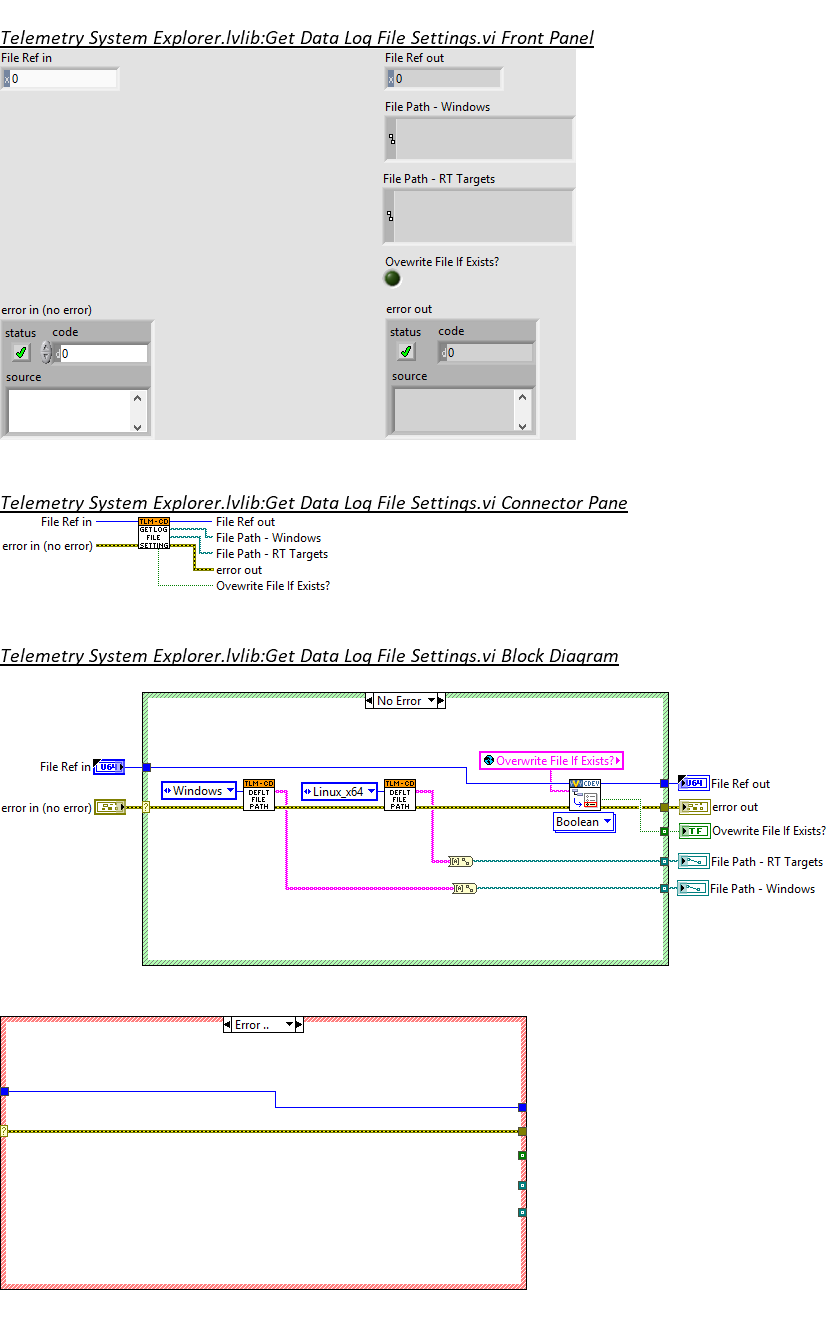 Telemetry System Explorer.lvlib:Get Data Log File Settings.vi Front Panel
File Ref in
File Ref out
x 0
x 0
File Path - Windows
File Path - RT Targets
Ovewrite File If Exists?
error in (no error)
error out
status code
status code
d 0
d 0
source
source
Telemetry System Explorer.lvlib:Get Data Log File Settings.vi Connector Pane
File Ref in
TLM-CD
GET LOG
FILE
SETTING
File Ref out
File Path - Windows
error in (no error)
File Path - RT Targets
error out
Ovewrite File If Exists?
Telemetry System Explorer.lvlib:Get Data Log File Settings.vi Block Diagram
No Error
Overwrite File If Exists?
File Ref in
U64
Windows
TLM-CD
DEFLT
FILE
PATH
Linux_x64
TLM-CD
DEFLT
FILE
PATH
CDEV
U64
File Ref out
error in (no error)
?
error out
Boolean
TF
Ovewrite File If Exists?
File Path - RT Targets
File Path - Windows
Error ..
?